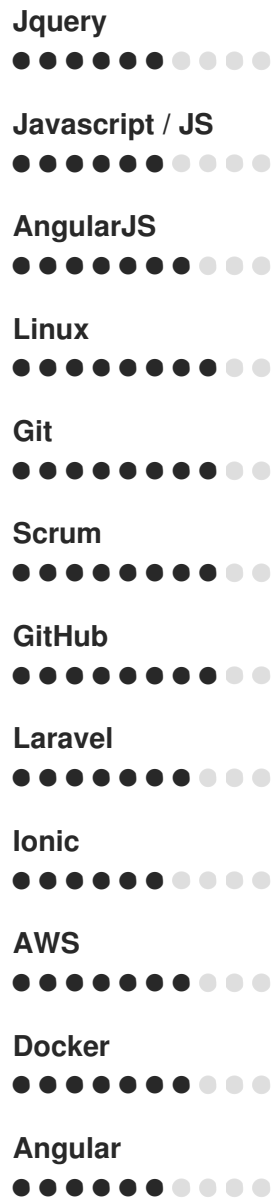 Jquery
Javascript / JS
AngularJS
Linux
Git
Scrum
GitHub
Laravel
Ionic
AWS
Docker
Angular